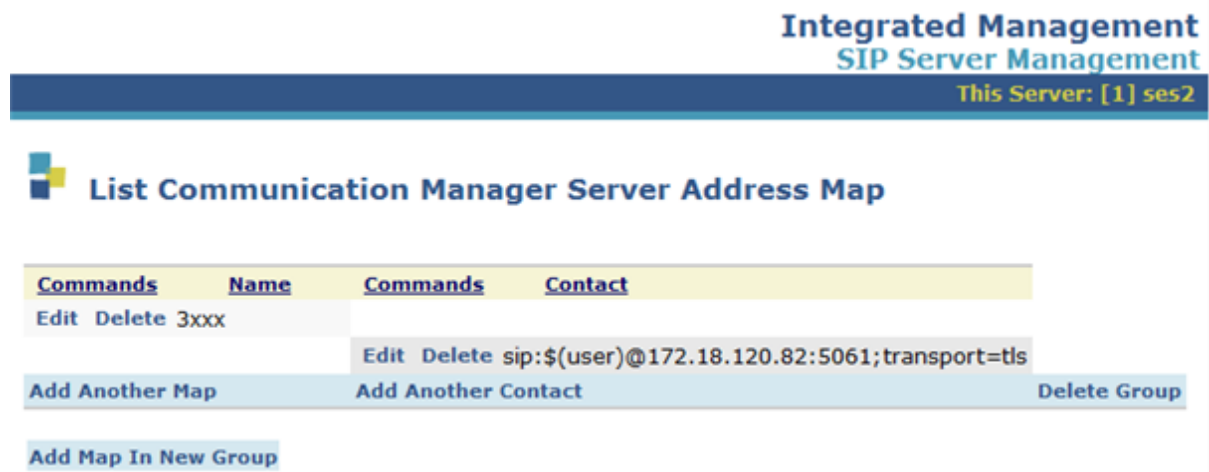 Integrated Management
SIP Server Management
This Server: [1] ses2
List Communication Manager Server Address Map
Commands Name Commands Contact
Edit Delete 3xxx
Edit Delete sip:$(user)@172.18.120.82:5061;transport=tls
Add Another Map Add Another Contact Delete Group
Add Map In New Group